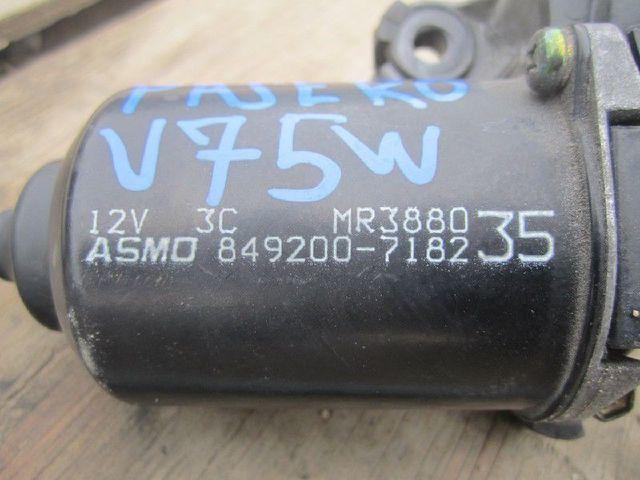 PAJERO
V75W
12V 3C MR3880
ASMO 849200-7182 35